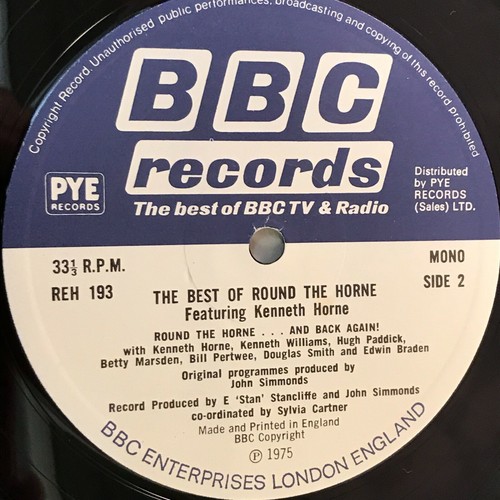 Copyright Record. Unauthorised public performances, broadcasting and copying of this record prohibited
BBC
records
The best of BBC TV & Radio
PYE
RECORDS
Distributed
by PYE
RECORDS
(Sales) LTD.
33⅓ R.P.M.
REH 193
MONO
SIDE 2
THE BEST OF ROUND THE HORNE
Featuring Kenneth Horne
ROUND THE HORNE . . . AND BACK AGAIN!
with Kenneth Horne, Kenneth Williams, Hugh Paddick,
Betty Marsden, Bill Pertwee, Douglas Smith and Edwin Braden
Original programmes produced by
John Simmonds
Record Produced by E 'Stan' Stancliffe and John Simmonds
co-ordinated by Sylvia Cartner
Made and Printed in England
BBC Copyright
Ⓟ 1975
BBC ENTERPRISES LONDON ENGLAND